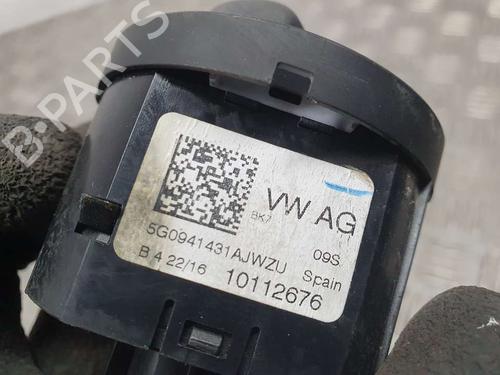 B-PARTS
VW AG
BK7
5G0941431AJWZU 09S
B 4 22/16 10112676 Spain